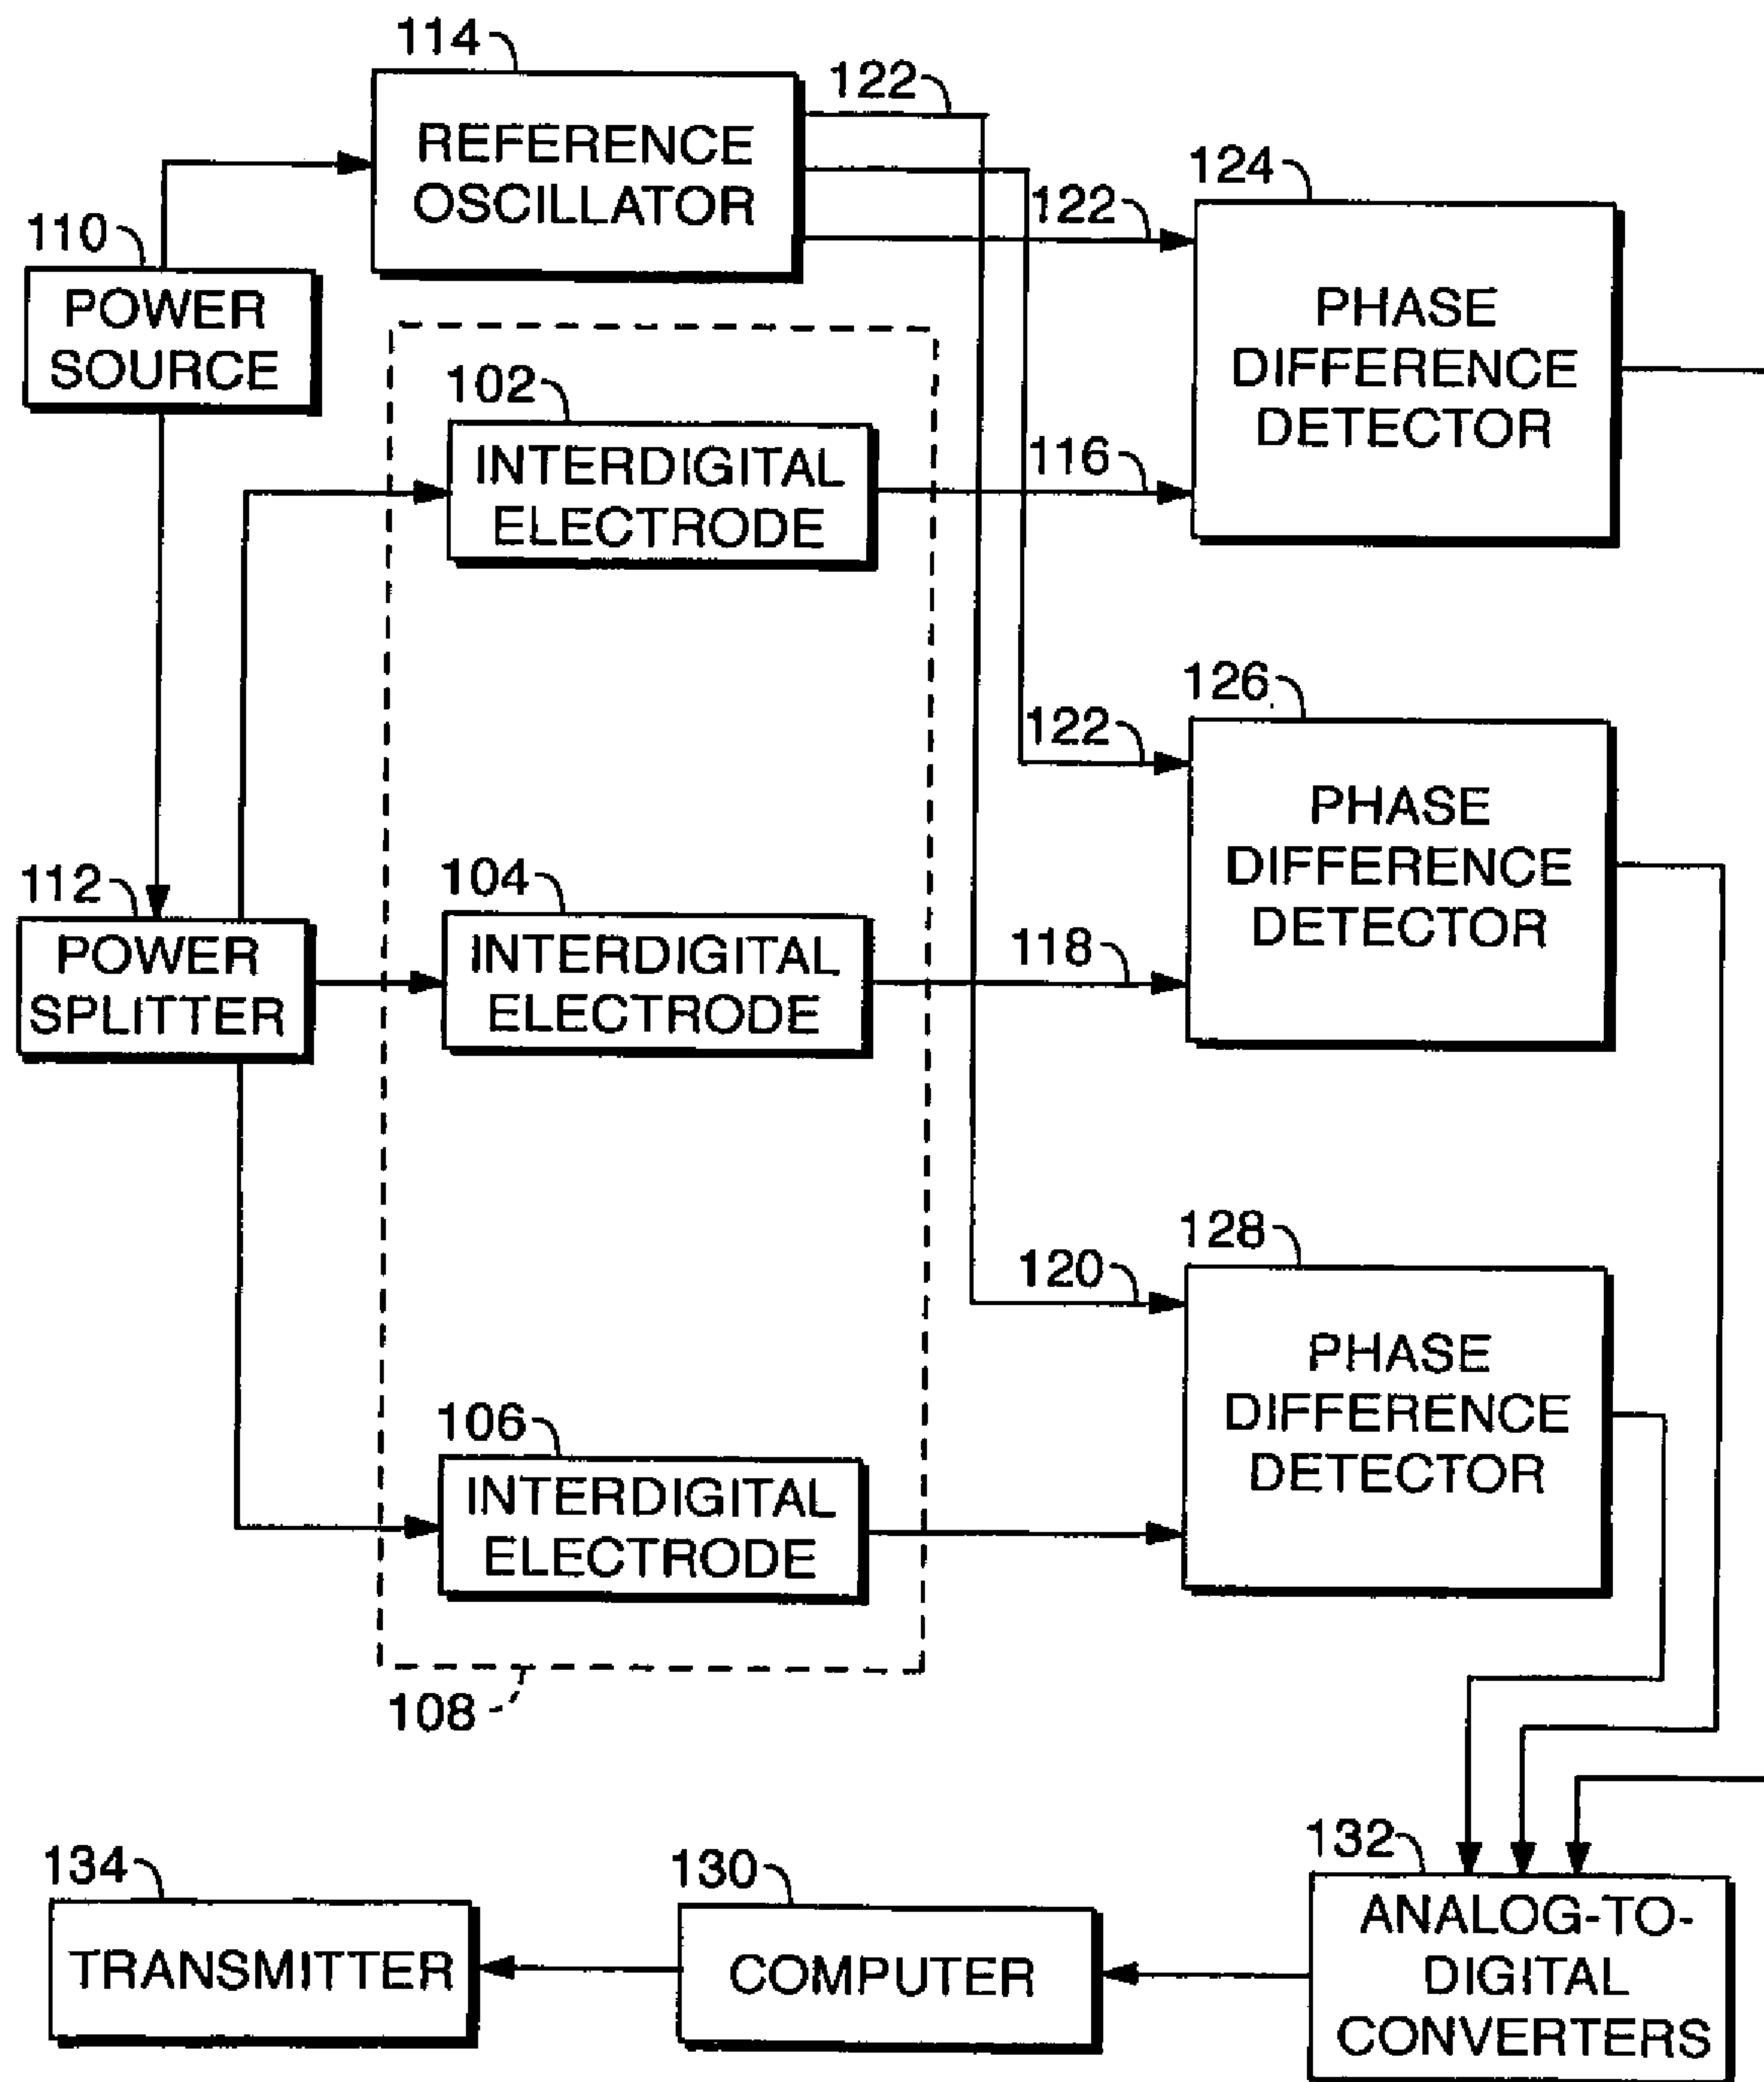 114
REFERENCE
OSCILLATOR
122
110
POWER
SOURCE
122
124
PHASE
DIFFERENCE
DETECTOR
102
INTERDIGITAL
ELECTRODE
116
126
122
PHASE
DIFFERENCE
DETECTOR
112
POWER
SPLITTER
104
INTERDIGITAL
ELECTRODE
118
128
120
PHASE
DIFFERENCE
DETECTOR
106
INTERDIGITAL
ELECTRODE
108
134
TRANSMITTER
130
COMPUTER
132
ANALOG-TO-
DIGITAL
CONVERTERS